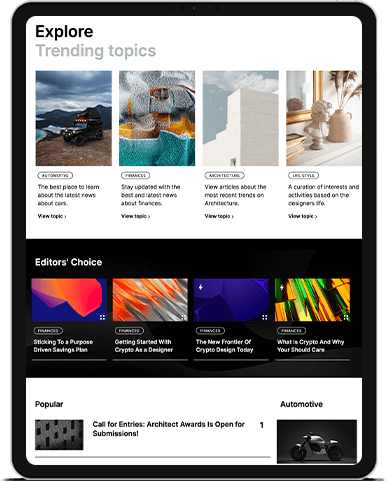 Explore
Trending topics
AUTOMOTIVE
The best place to learn
about the latest news
about cars.
View topic ›
FINANCES
Stay updated with the
best and latest news
about finances.
View topic ›
ARCHITECTURE
View articles about the
most recent trends on
Architecture.
View topic ›
LIFE STYLE
A curation of interests and
activities based on the
designers life.
View topic ›
Editors' Choice
FINANCES
Sticking To a Purpose
Driven Savings Plan
FINANCES
Getting Started With
Crypto As a Designer
FINANCES
The New Frontier Of
Crypto Design Today
FINANCES
What is Crypto And Why
Your Should Care
Popular
Call for Entries: Architect Awards Is Open for
Submissions!
1
Automotive